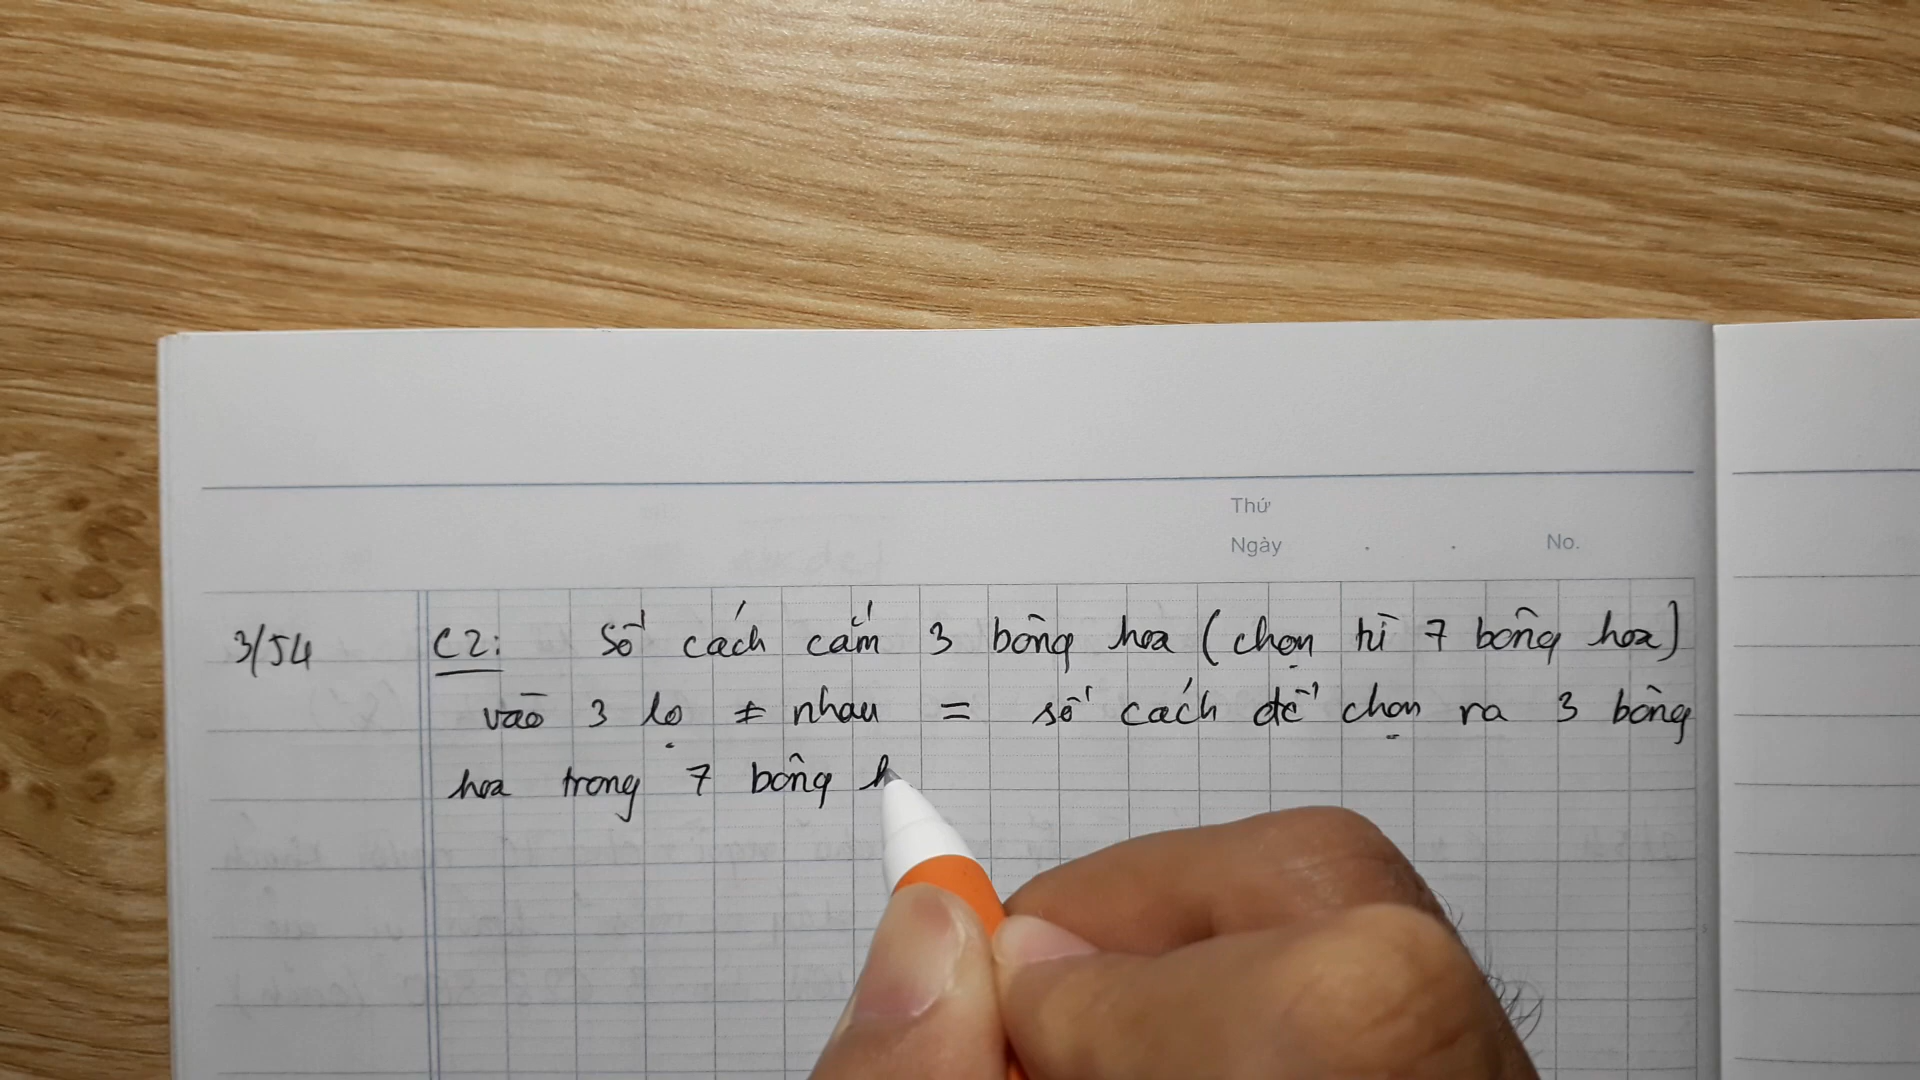 Thứ
Ngày . . No.
3/54 C2: Số cách cắm 3 bông hoa (chọn từ 7 bông hoa)
vào 3 lọ ≠ nhau = số cách để chọn ra 3 bông
hoa trong 7 bông h